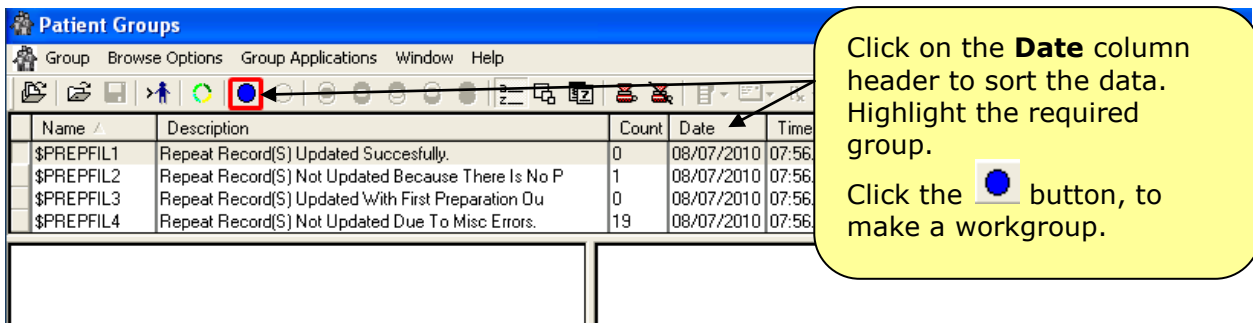 Patient Groups
Group Browse Options Group Applications Window Help
Name Description Count Date Time
$PREPFIL1 Repeat Record(S) Updated Succesfully. 0 08/07/2010 07:56.
$PREPFIL2 Repeat Record(S) Not Updated Because There Is No P 1 08/07/2010 07:56.
$PREPFIL3 Repeat Record(S) Updated With First Preparation Ou 0 08/07/2010 07:56.
$PREPFIL4 Repeat Record(S) Not Updated Due To Misc Errors. 19 08/07/2010 07:56.
Click on the Date column
header to sort the data.
Highlight the required
group.
Click the button, to
make a workgroup.